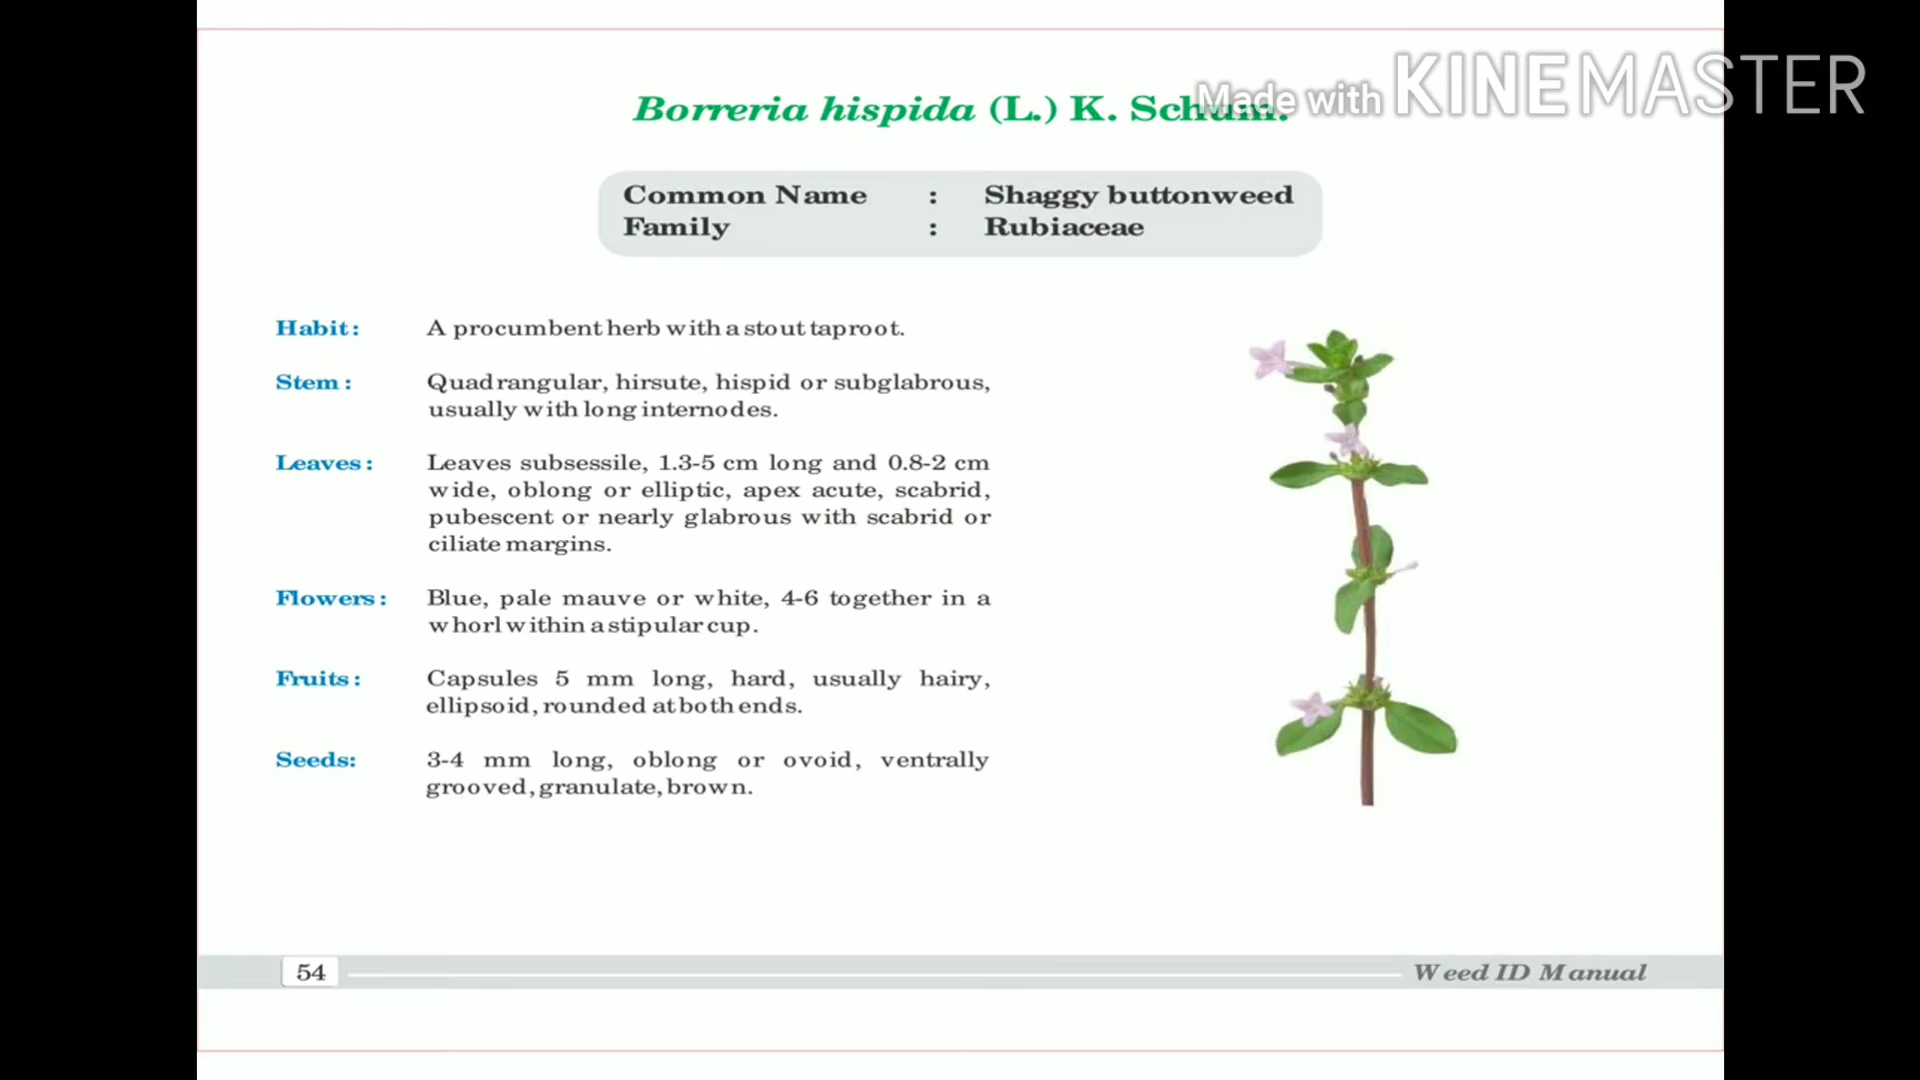 Made with KINEMASTER
Borreria hispida (L.) K. Schum.
Common Name : Shaggy buttonweed
Family : Rubiaceae
Habit: A procumbent herb with a stout taproot.
Stem: Quadrangular, hirsute, hispid or subglabrous,
usually with long internodes.
Leaves: Leaves subsessile, 1.3-5 cm long and 0.8-2 cm
wide, oblong or elliptic, apex acute, scabrid,
pubescent or nearly glabrous with scabrid or
ciliate margins.
Flowers: Blue, pale mauve or white, 4-6 together in a
whorl within a stipular cup.
Fruits: Capsules 5 mm long, hard, usually hairy,
ellipsoid, rounded at both ends.
Seeds: 3-4 mm long, oblong or ovoid, ventrally
grooved, granulate, brown.
54
Weed ID Manual